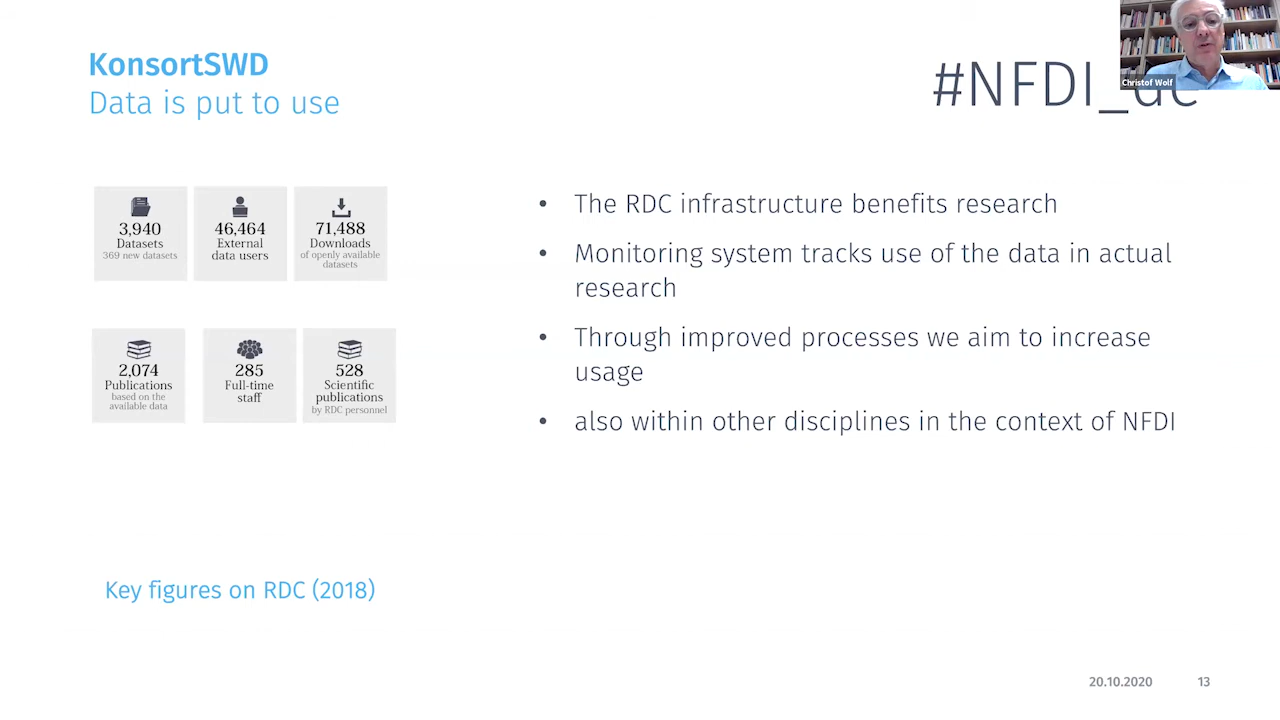 KonsortSWD
Data is put to use
#NFDI_de
Christof Wolf
3,940
Datasets
369 new datasets
46,464
External
data users
71,488
Downloads
of openly available
datasets
2,074
Publications
based on the
available data
285
Full-time
staff
528
Scientific
publications
by RDC personnel
Key figures on RDC (2018)
• The RDC infrastructure benefits research
• Monitoring system tracks use of the data in actual
research
• Through improved processes we aim to increase
usage
• also within other disciplines in the context of NFDI
20.10.2020
13